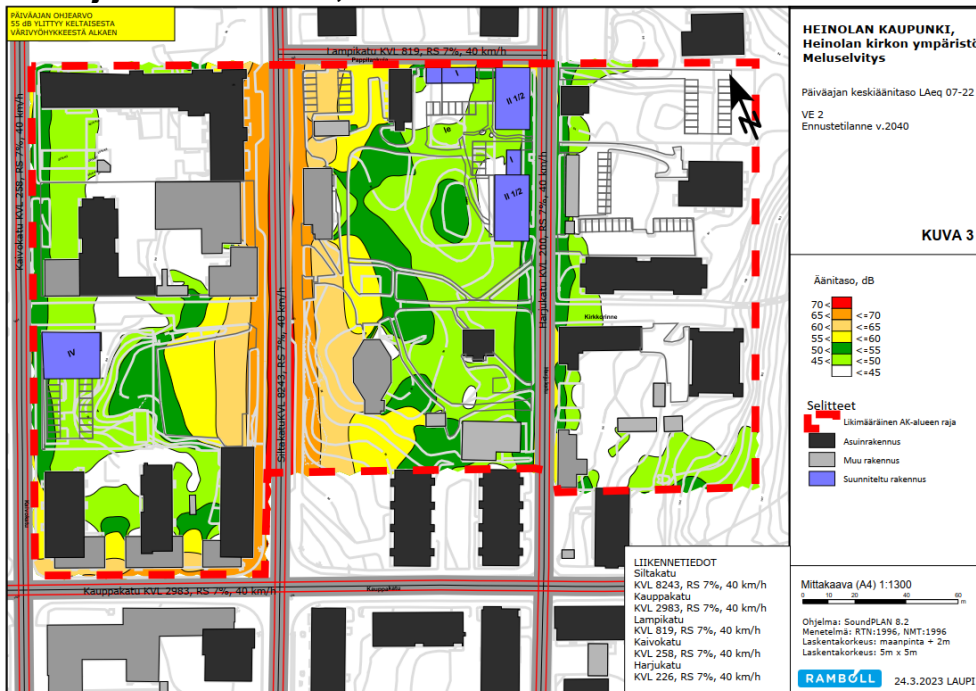 PÄIVÄAJAN OHJEARVO
55 dB YLITTYY KELTAISESTA
VÄRIVYÖHKKEESTÄ ALKAEN
Lampikatu KVL 819, RS 7%, 40 km/h
Kaivokatu KVL 258, RS 7%, 40 km/h
SiltakatuKVL 8243, RS 7%, 40 km/h
Harjukatu KVL 200, RS 7%, 40 km/h
Kauppakatu KVL 2983, RS 7%, 40 km/h
Kauppakatu
Kirkkorinne
I
II 1/2
le
I
II 1/2
IV
HEINOLAN KAUPUNKI,
Heinolan kirkon ympäristö
Meluselvitys
Päiväajan keskiäänitaso LAeq 07-22
VE 2
Ennustetilanne v.2040
KUVA 3
Äänitaso, dB
70 <
65 < <=70
60 < <=65
55 < <=60
50 < <=55
45 < <=50
<=45
Selitteet
Likimääräinen AK-alueen raja
Asuinrakennus
Muu rakennus
Suunniteltu rakennus
LIIKENNETIEDOT
Siltakatu
KVL 8243, RS 7%, 40 km/h
Kauppakatu
KVL 2983, RS 7%, 40 km/h
Lampikatu
KVL 819, RS 7%, 40 km/h
Kaivokatu
KVL 258, RS 7%, 40 km/h
Harjukatu
KVL 226, RS 7%, 40 km/h
Mittakaava (A4) 1:1300
0 10 20 40 60
m
Ohjelma: SoundPLAN 8.2
Menetelmä: RTN:1996, NMT:1996
Laskentakorkeus: maanpinta + 2m
Laskentakorkeus: 5m x 5m
RAMBOLL 24.3.2023 LAUPS